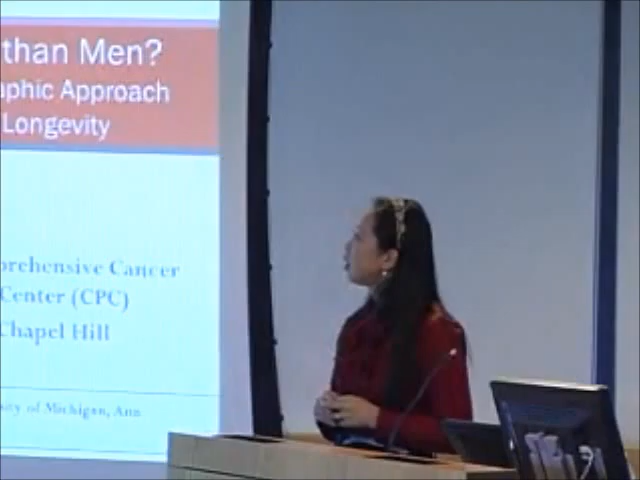 than Men?
aphic Approach
Longevity
prehensive Cancer
Center (CPC)
Chapel Hill
sity of Michigan, Ann